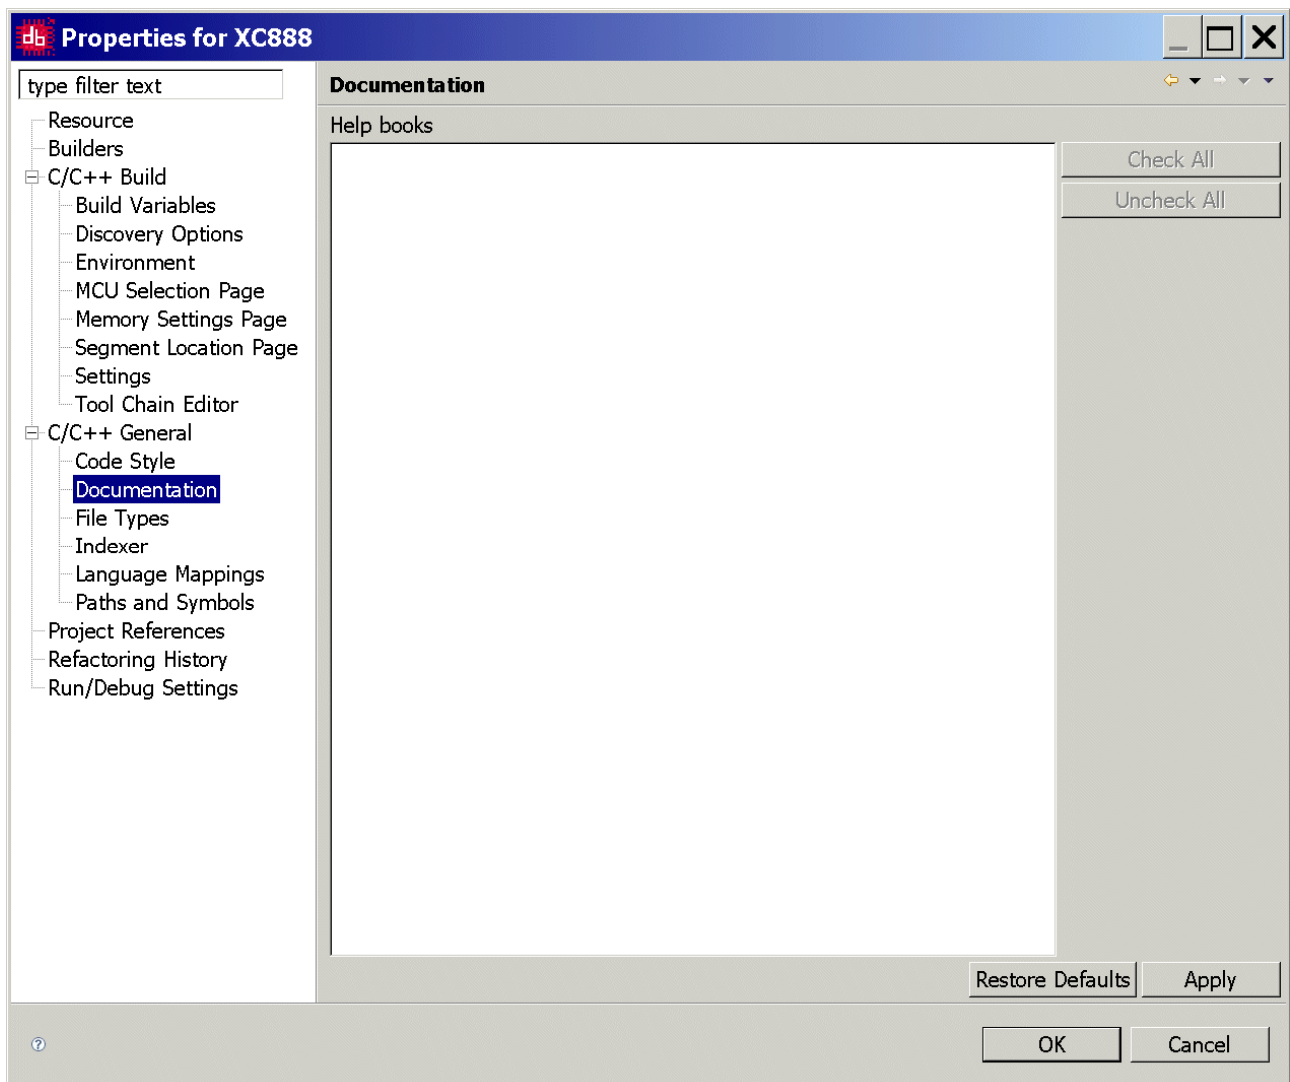 db Properties for XC888
type filter text
Resource
Builders
C/C++ Build
Build Variables
Discovery Options
Environment
MCU Selection Page
Memory Settings Page
Segment Location Page
Settings
Tool Chain Editor
C/C++ General
Code Style
Documentation
File Types
Indexer
Language Mappings
Paths and Symbols
Project References
Refactoring History
Run/Debug Settings
Documentation
Help books
Check All
Uncheck All
Restore Defaults
Apply
?
OK
Cancel